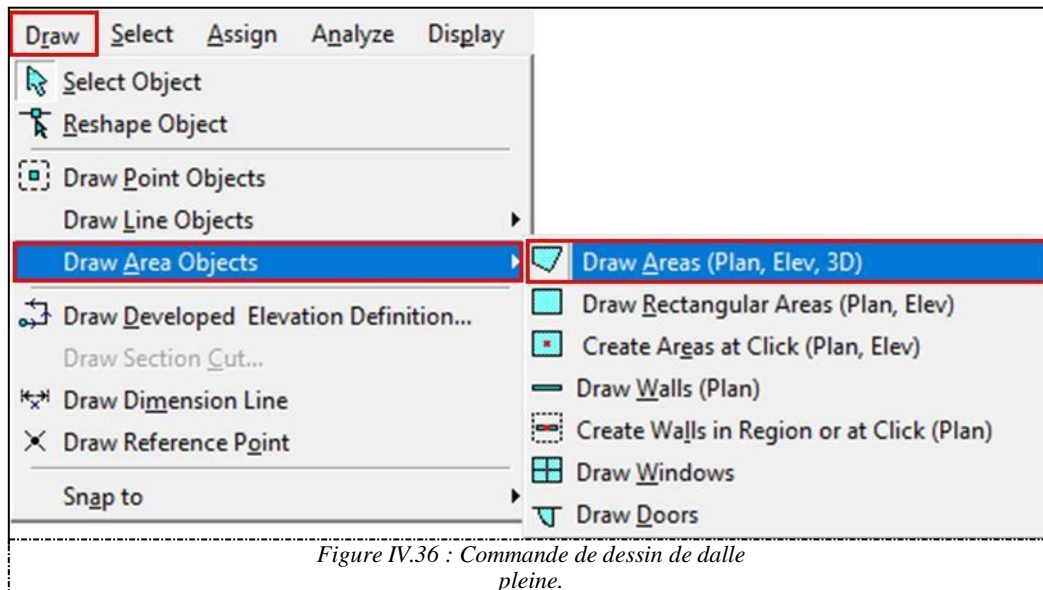 Draw Select Assign Analyze Display
Select Object
Reshape Object
Draw Point Objects
Draw Line Objects
Draw Area Objects
Draw Developed Elevation Definition...
Draw Section Cut...
Draw Dimension Line
Draw Reference Point
Snap to
Draw Areas (Plan, Elev, 3D)
Draw Rectangular Areas (Plan, Elev)
Create Areas at Click (Plan, Elev)
Draw Walls (Plan)
Create Walls in Region or at Click (Plan)
Draw Windows
Draw Doors
Figure IV.36 : Commande de dessin de dalle
pleine.